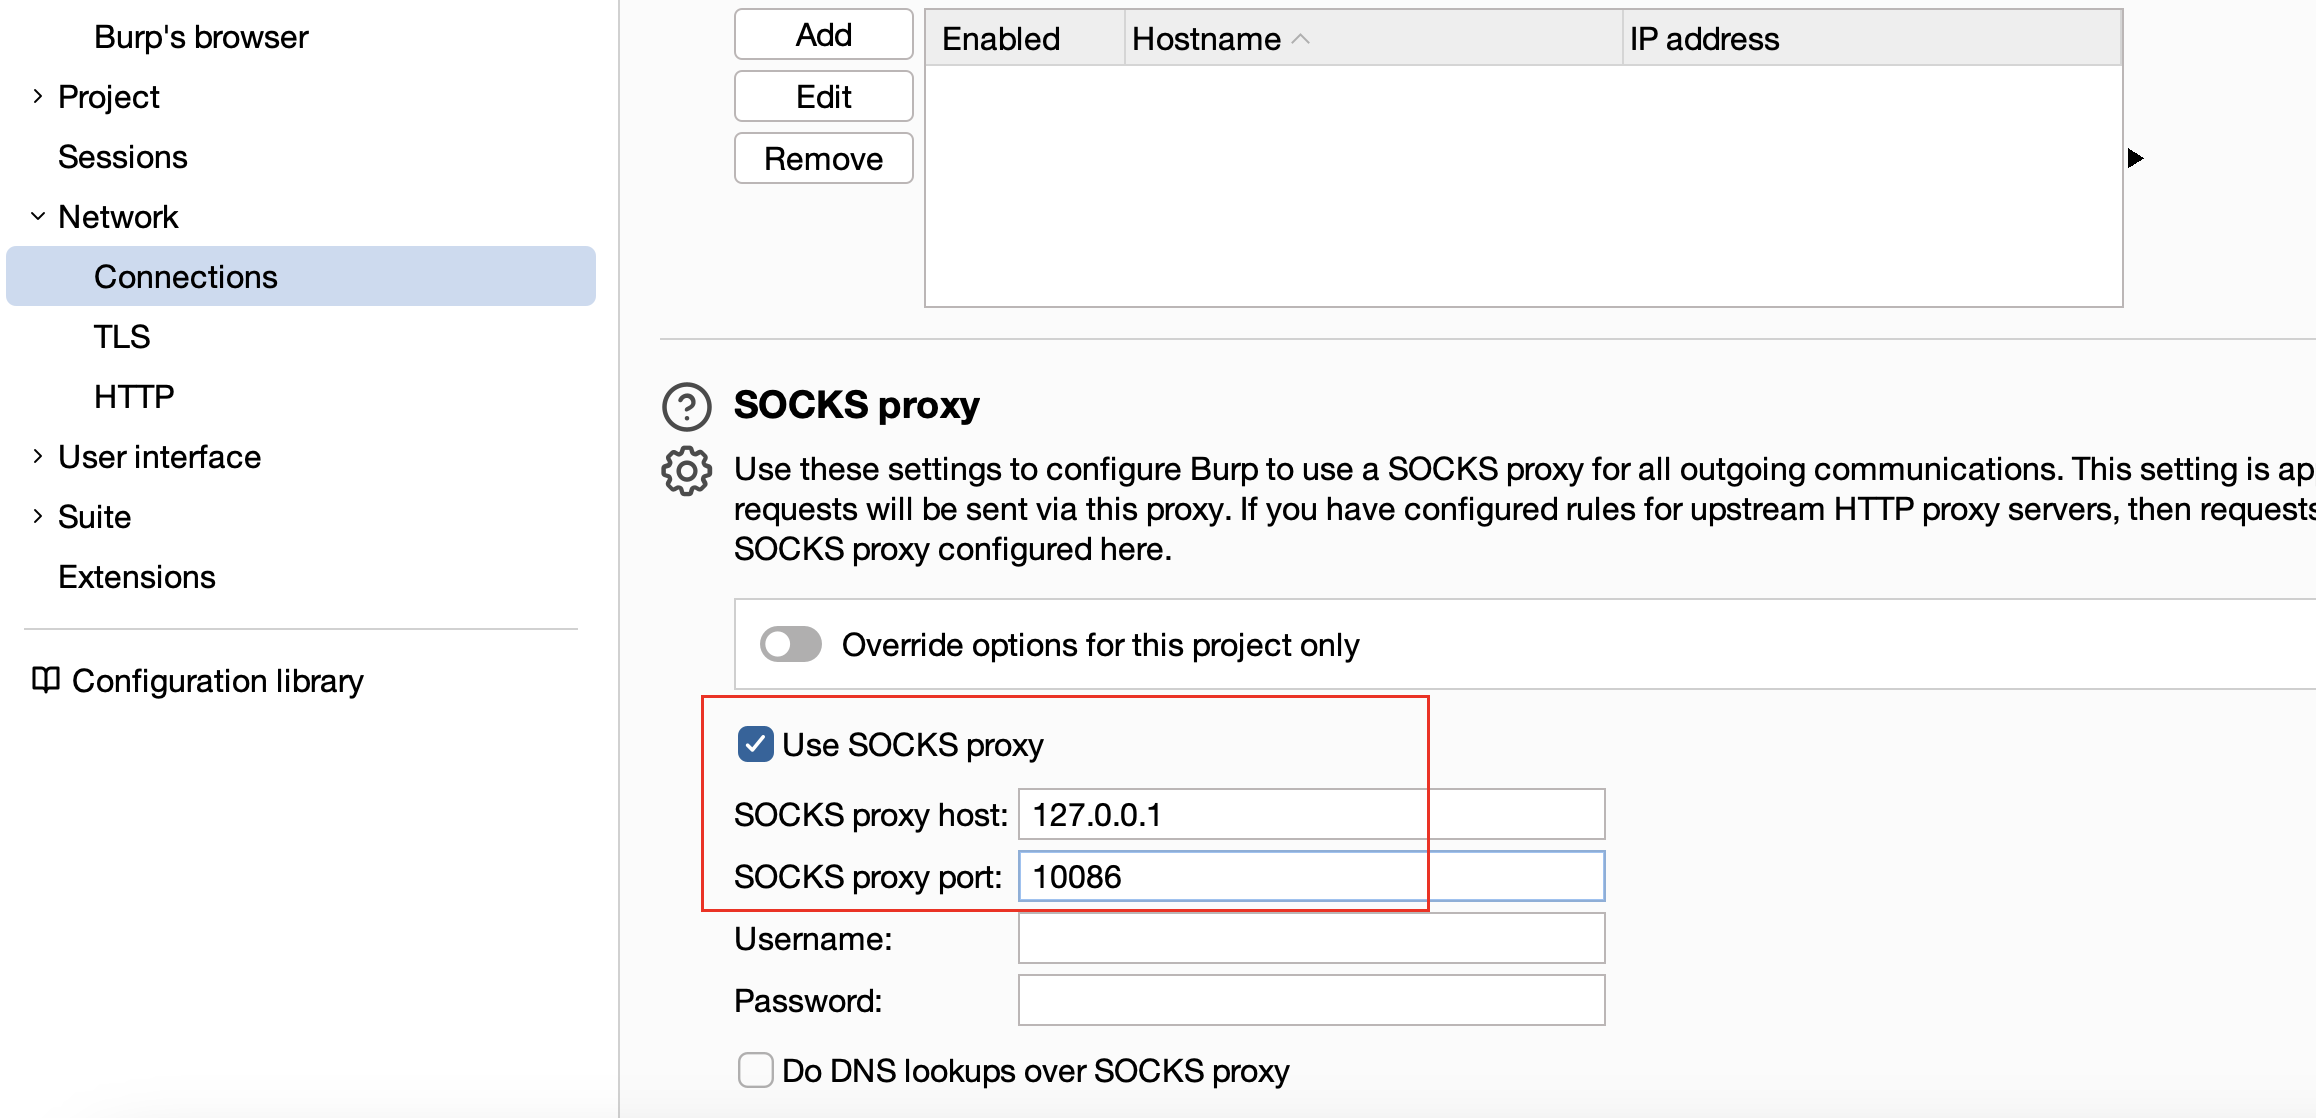 Burp's browser
Project
Sessions
Network
Connections
TLS
HTTP
User interface
Suite
Extensions
Configuration library
Add
Edit
Remove
Enabled Hostname IP address
SOCKS proxy
Use these settings to configure Burp to use a SOCKS proxy for all outgoing communications. This setting is ap
requests will be sent via this proxy. If you have configured rules for upstream HTTP proxy servers, then requests
SOCKS proxy configured here.
Override options for this project only
Use SOCKS proxy
SOCKS proxy host: 127.0.0.1
SOCKS proxy port: 10086
Username:
Password:
Do DNS lookups over SOCKS proxy